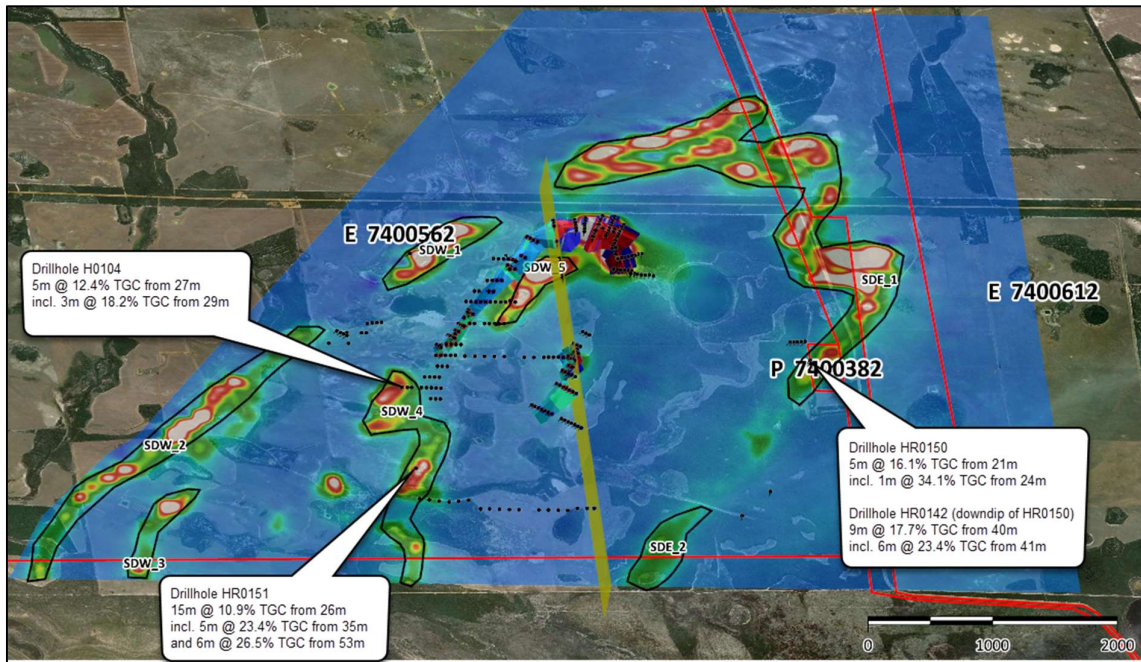 E 7400562
SDW_1
SDW_5
SDE_1
E 7400612
P 7400382
SDW_4
SDW_2
SDW_3
SDE_2
Drillhole H0104
5m @ 12.4% TGC from 27m
incl. 3m @ 18.2% TGC from 29m
Drillhole HR0150
5m @ 16.1% TGC from 21m
incl. 1m @ 34.1% TGC from 24m
Drillhole HR0142 (downdip of HR0150)
9m @ 17.7% TGC from 40m
incl. 6m @ 23.4% TGC from 41m
Drillhole HR0151
15m @ 10.9% TGC from 26m
incl. 5m @ 23.4% TGC from 35m
and 6m @ 26.5% TGC from 53m
0 1000 2000